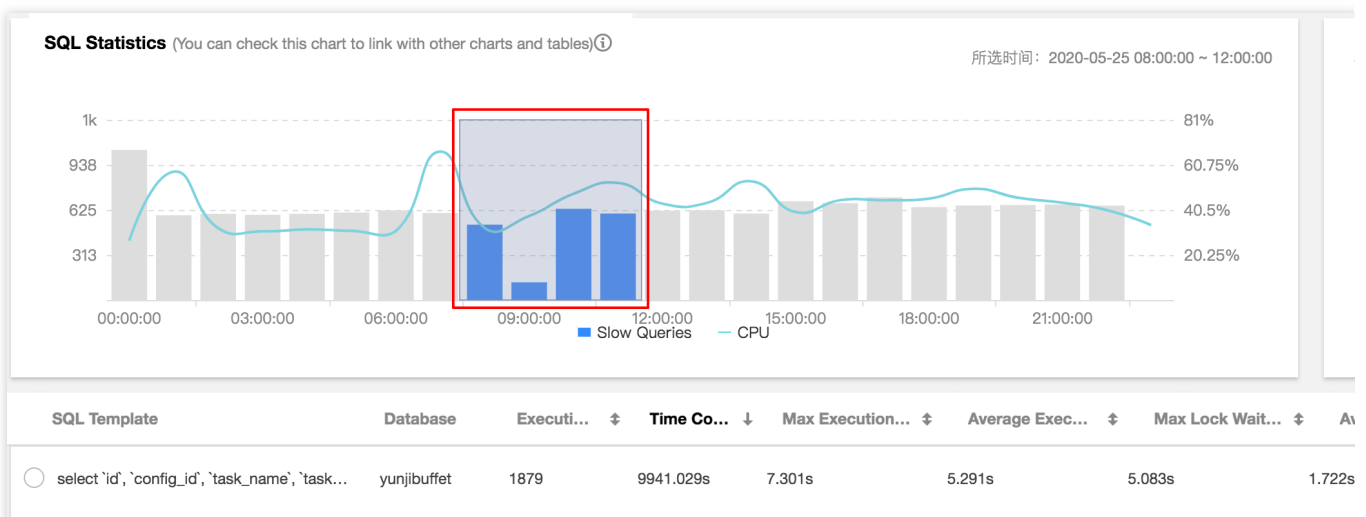 SQL Statistics (You can check this chart to link with other charts and tables)
所选时间：2020-05-25 08:00:00 ~ 12:00:00
1k 81%
938 60.75%
625 40.5%
313 20.25%
00:00:00 03:00:00 06:00:00 09:00:00 12:00:00 15:00:00 18:00:00 21:00:00
Slow Queries CPU
SQL Template Database Executi... Time Co... Max Execution... Average Exec... Max Lock Wait... Av
select `id`, `config_id`, `task_name`, `task... yunjibuffet 1879 9941.029s 7.301s 5.291s 5.083s 1.722s